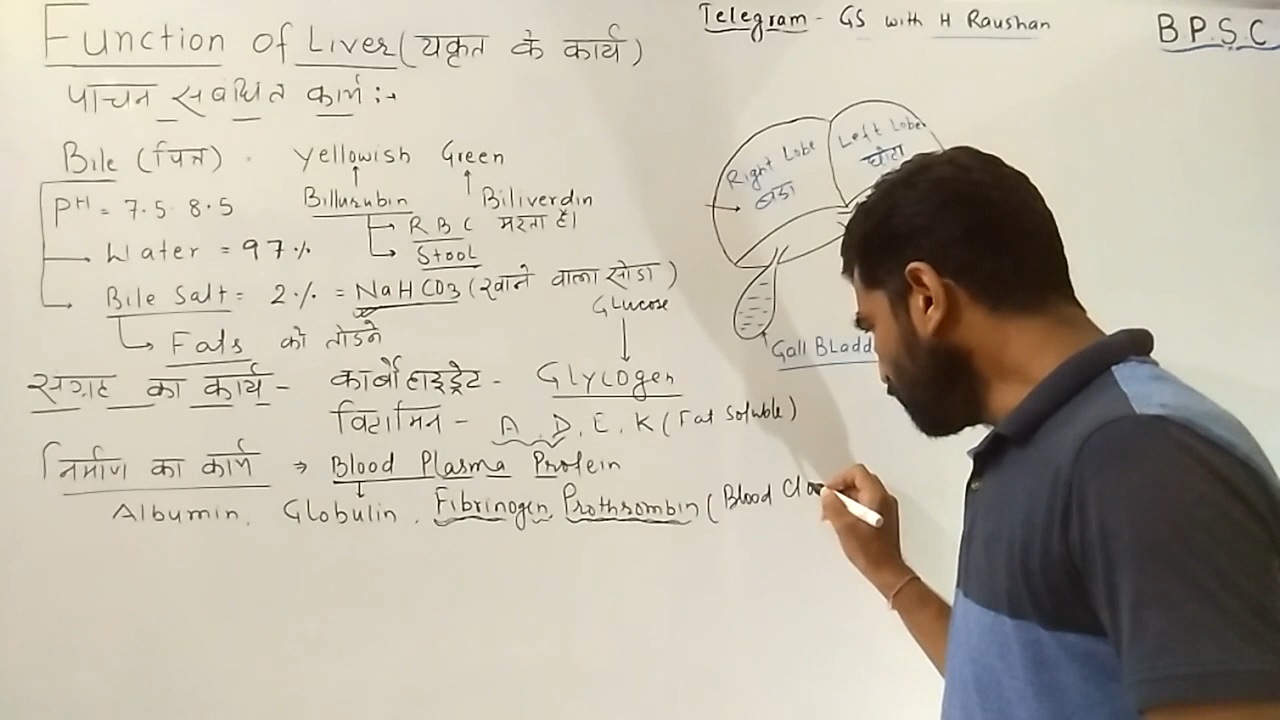 Telegram - GS with H Raushan
B.P.S.C
Function of Liver (यकृत के कार्य)
पाचन संबंधित कार्य :-
Bile (पित्त) - Yellowish Green
Billurubin Biliverdin
PH = 7.5 8.5
RBC मरता है।
Water = 97%
Stool
Bile Salt = 2% = NaHCO3 (खाने वाला सोडा)
Glucose
Fats को तोड़ने
संग्रह का कार्य - कार्बोहाइड्रेट - Glycogen
विटामिन - A, D, E, K (Fat Soluble)
निर्माण का कार्य → Blood Plasma Protein
Albumin, Globulin, Fibrinogen, Prothrombin (Blood Clo
Right Lobe
बड़ा
Left Lobe
छोटा
Gall Bladd